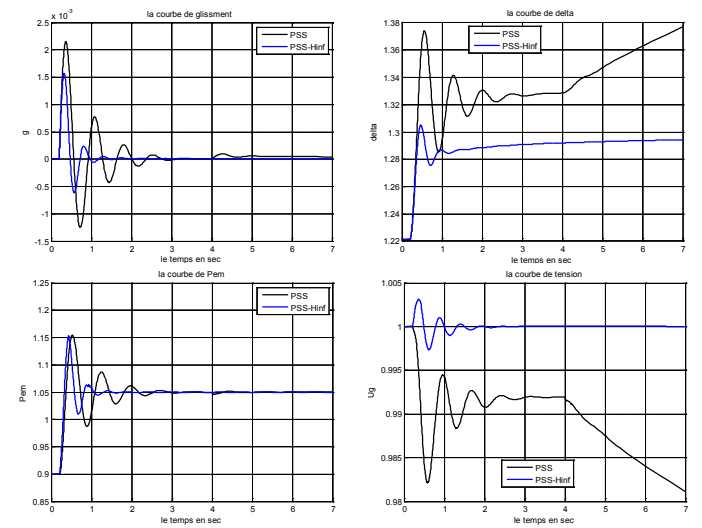 la courbe de glissment
x 10^-3
2.5
2
1.5
1
0.5
0
-0.5
-1
-1.5
g
0 1 2 3 4 5 6 7
le temps en sec
PSS
PSS-Hinf
la courbe de delta
1.38
1.36
1.34
1.32
1.3
1.28
1.26
1.24
1.22
delta
0 1 2 3 4 5 6 7
le temps en sec
PSS
PSS-Hinf
la courbe de Pem
1.25
1.2
1.15
1.1
1.05
1
0.95
0.9
0.85
Pem
0 1 2 3 4 5 6 7
le temps en sec
PSS
PSS-Hinf
la courbe de tension
1.005
1
0.995
0.99
0.985
0.98
Ug
0 1 2 3 4 5 6 7
le temps en sec
PSS
PSS-Hinf